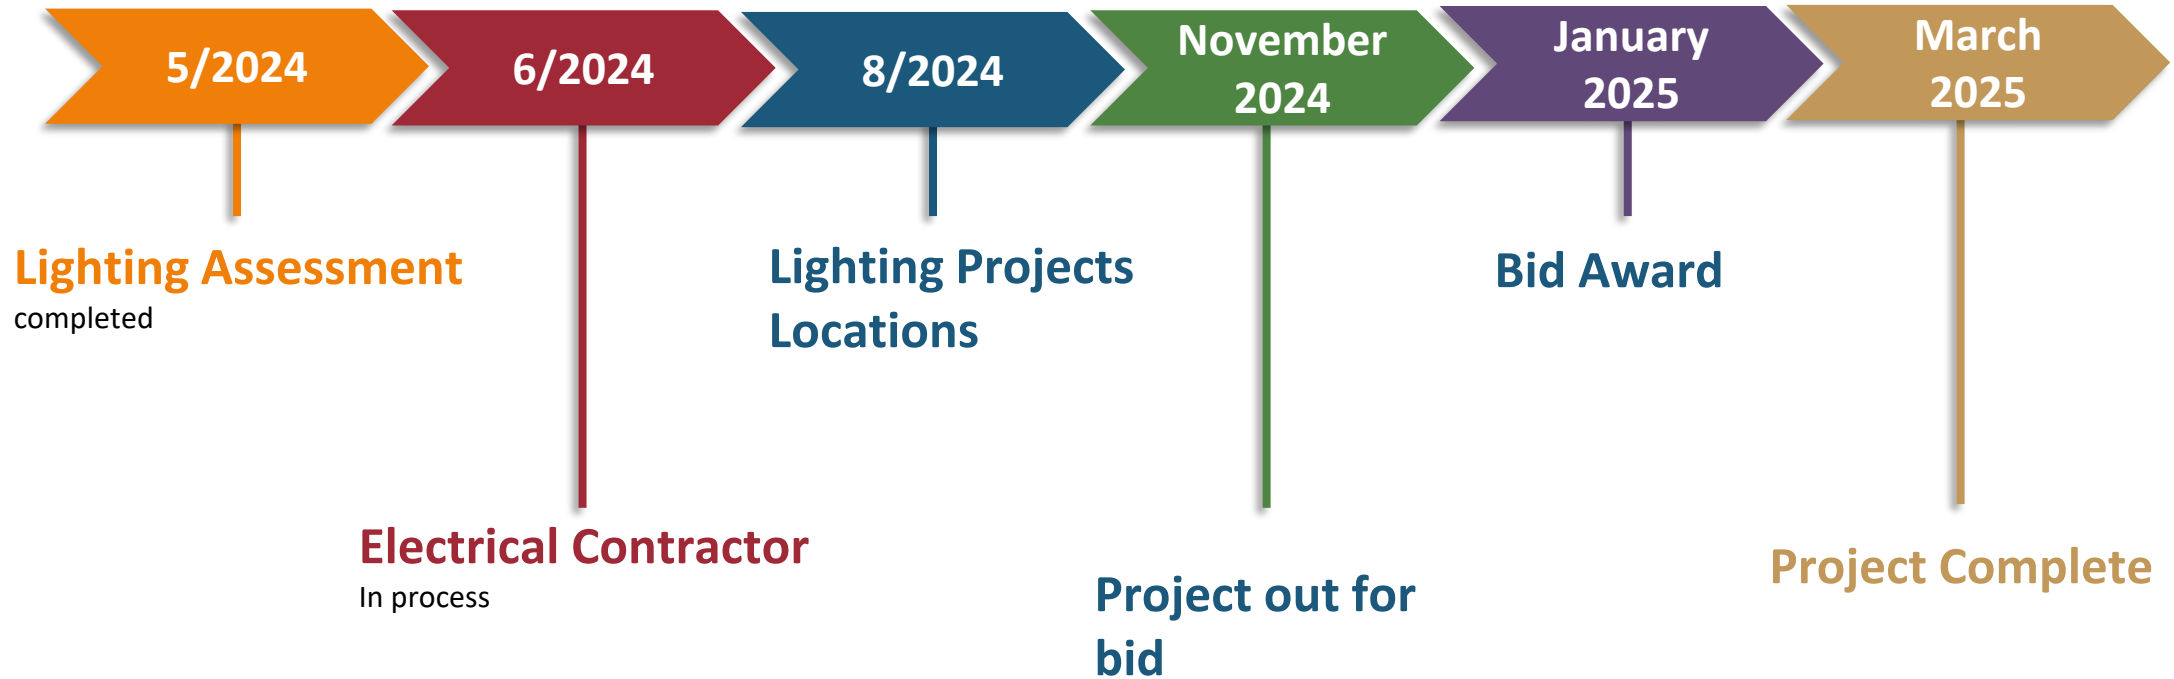 5/2024
6/2024
8/2024
November
2024
January
2025
March
2025
Lighting Assessment
completed
Electrical Contractor
In process
Lighting Projects
Locations
Project out for
bid
Bid Award
Project Complete